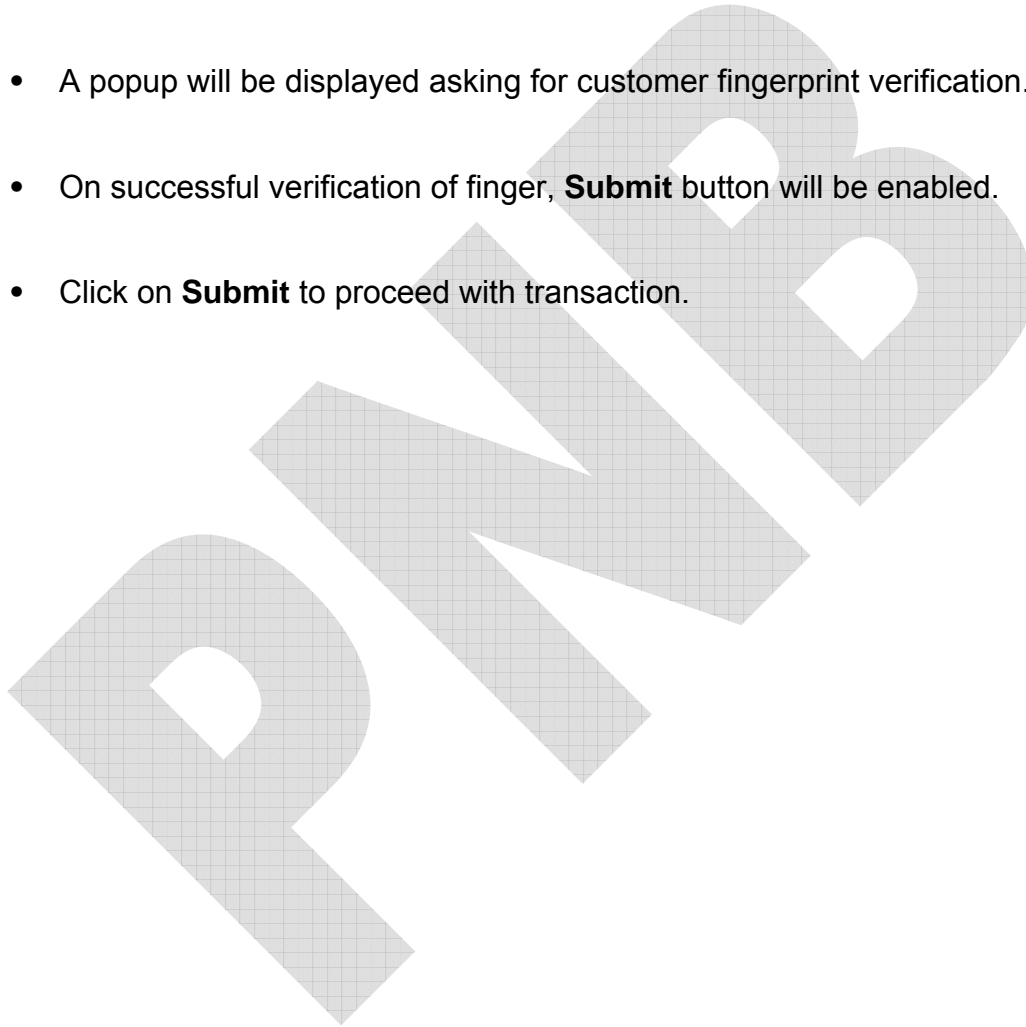 • A popup will be displayed asking for customer fingerprint verification.
• On successful verification of finger, Submit button will be enabled.
• Click on Submit to proceed with transaction.
PNB